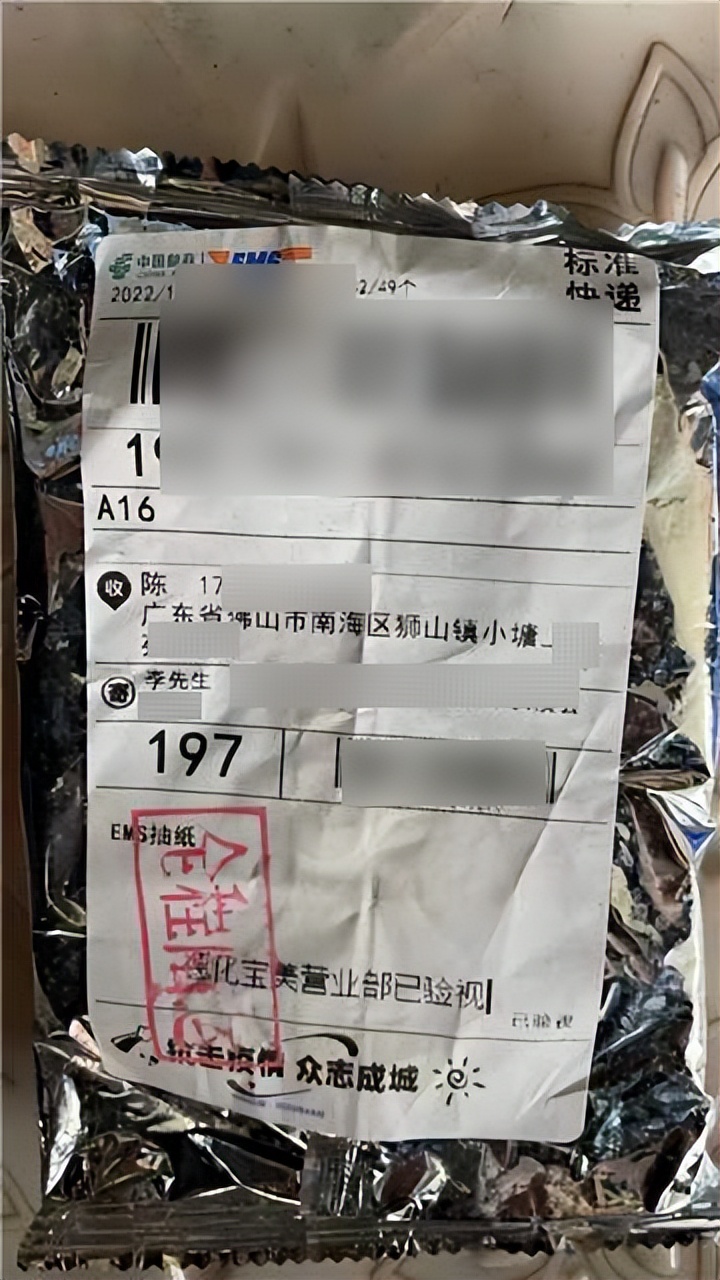 中国邮政 EMS
标准
快递
2022/1
2/49个
A16
收 陈 17
广东省佛山市南海区狮山镇小塘
寄 李先生
197
EMS抽纸
德化宝美营业部已验视
已验视
抗击疫情 众志成城